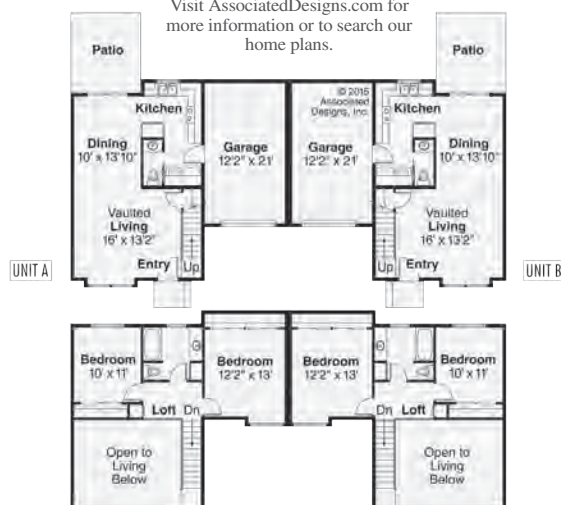 Visit AssociatedDesigns.com for
more information or to search our
home plans.
Patio
Patio
© 2015
Associated
Designs, Inc.
Kitchen
Kitchen
Dining
10' x 13'10"
Garage
12'2" x 21'
Garage
12'2" x 21'
Dining
10' x 13'10"
Vaulted
Living
16' x 13'2"
Vaulted
Living
16' x 13'2"
UNIT A
Entry
Up
Up
Entry
UNIT B
Bedroom
10' x 11'
Bedroom
12'2" x 13'
Bedroom
12'2" x 13'
Bedroom
10' x 11'
Loft
Dn
Dn
Loft
Open to
Living
Below
Open to
Living
Below